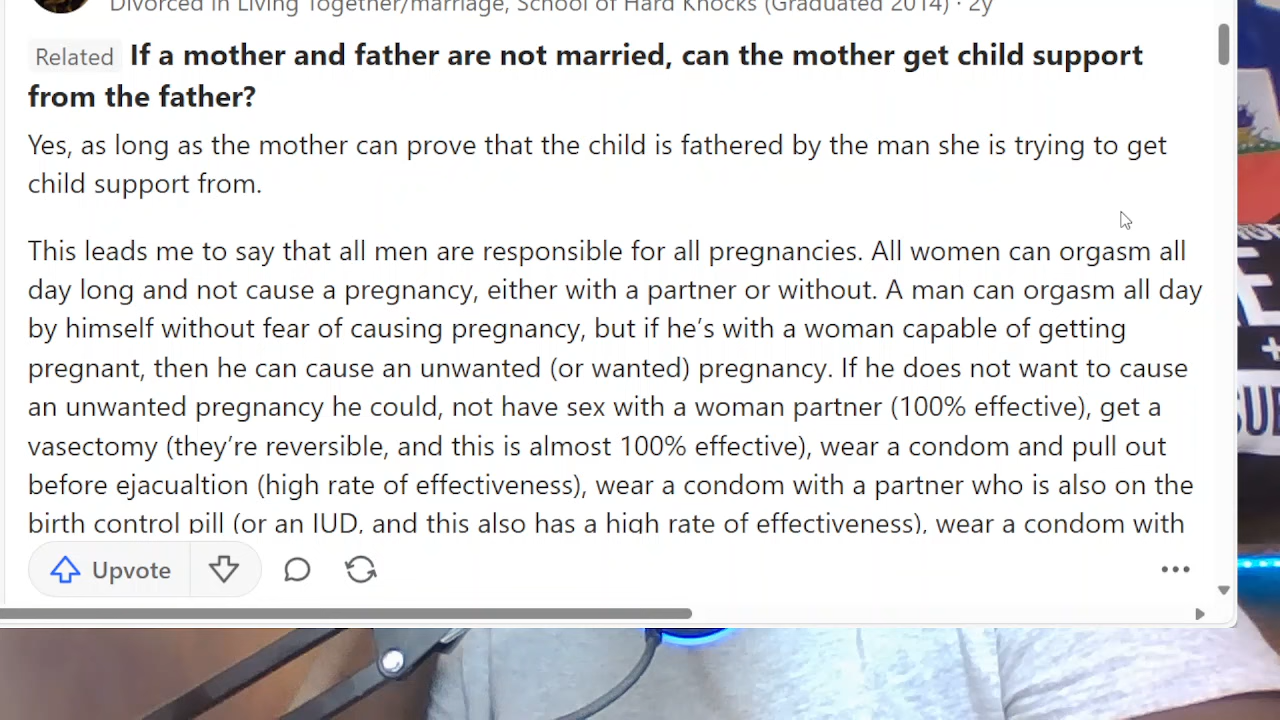 Divorced in Living Together/marriage, School of Hard Knocks (Graduated 2014) · 2y
Related If a mother and father are not married, can the mother get child support
from the father?
Yes, as long as the mother can prove that the child is fathered by the man she is trying to get
child support from.
This leads me to say that all men are responsible for all pregnancies. All women can orgasm all
day long and not cause a pregnancy, either with a partner or without. A man can orgasm all day
by himself without fear of causing pregnancy, but if he’s with a woman capable of getting
pregnant, then he can cause an unwanted (or wanted) pregnancy. If he does not want to cause
an unwanted pregnancy he could, not have sex with a woman partner (100% effective), get a
vasectomy (they’re reversible, and this is almost 100% effective), wear a condom and pull out
before ejacualtion (high rate of effectiveness), wear a condom with a partner who is also on the
birth control pill (or an IUD, and this also has a high rate of effectiveness), wear a condom with
Upvote